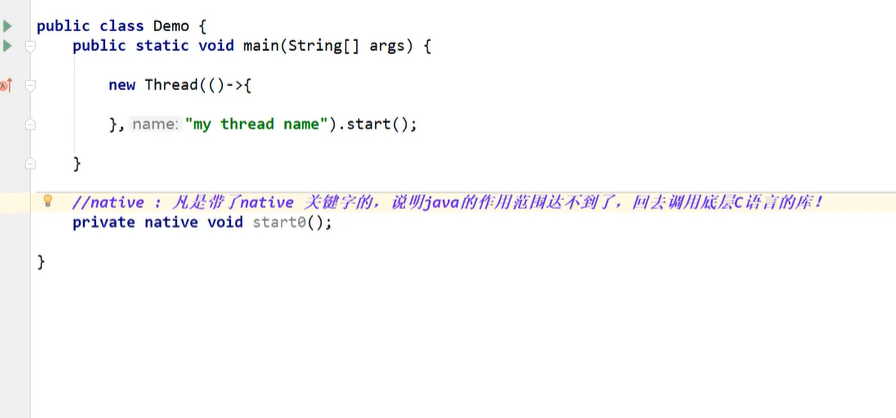 public class Demo {
public static void main(String[] args) {
new Thread(()->{
}, name: "my thread name").start();
}
//native : 凡是带了native 关键字的，说明java的作用范围达不到了，回去调用底层C语言的库！
private native void start0();
}